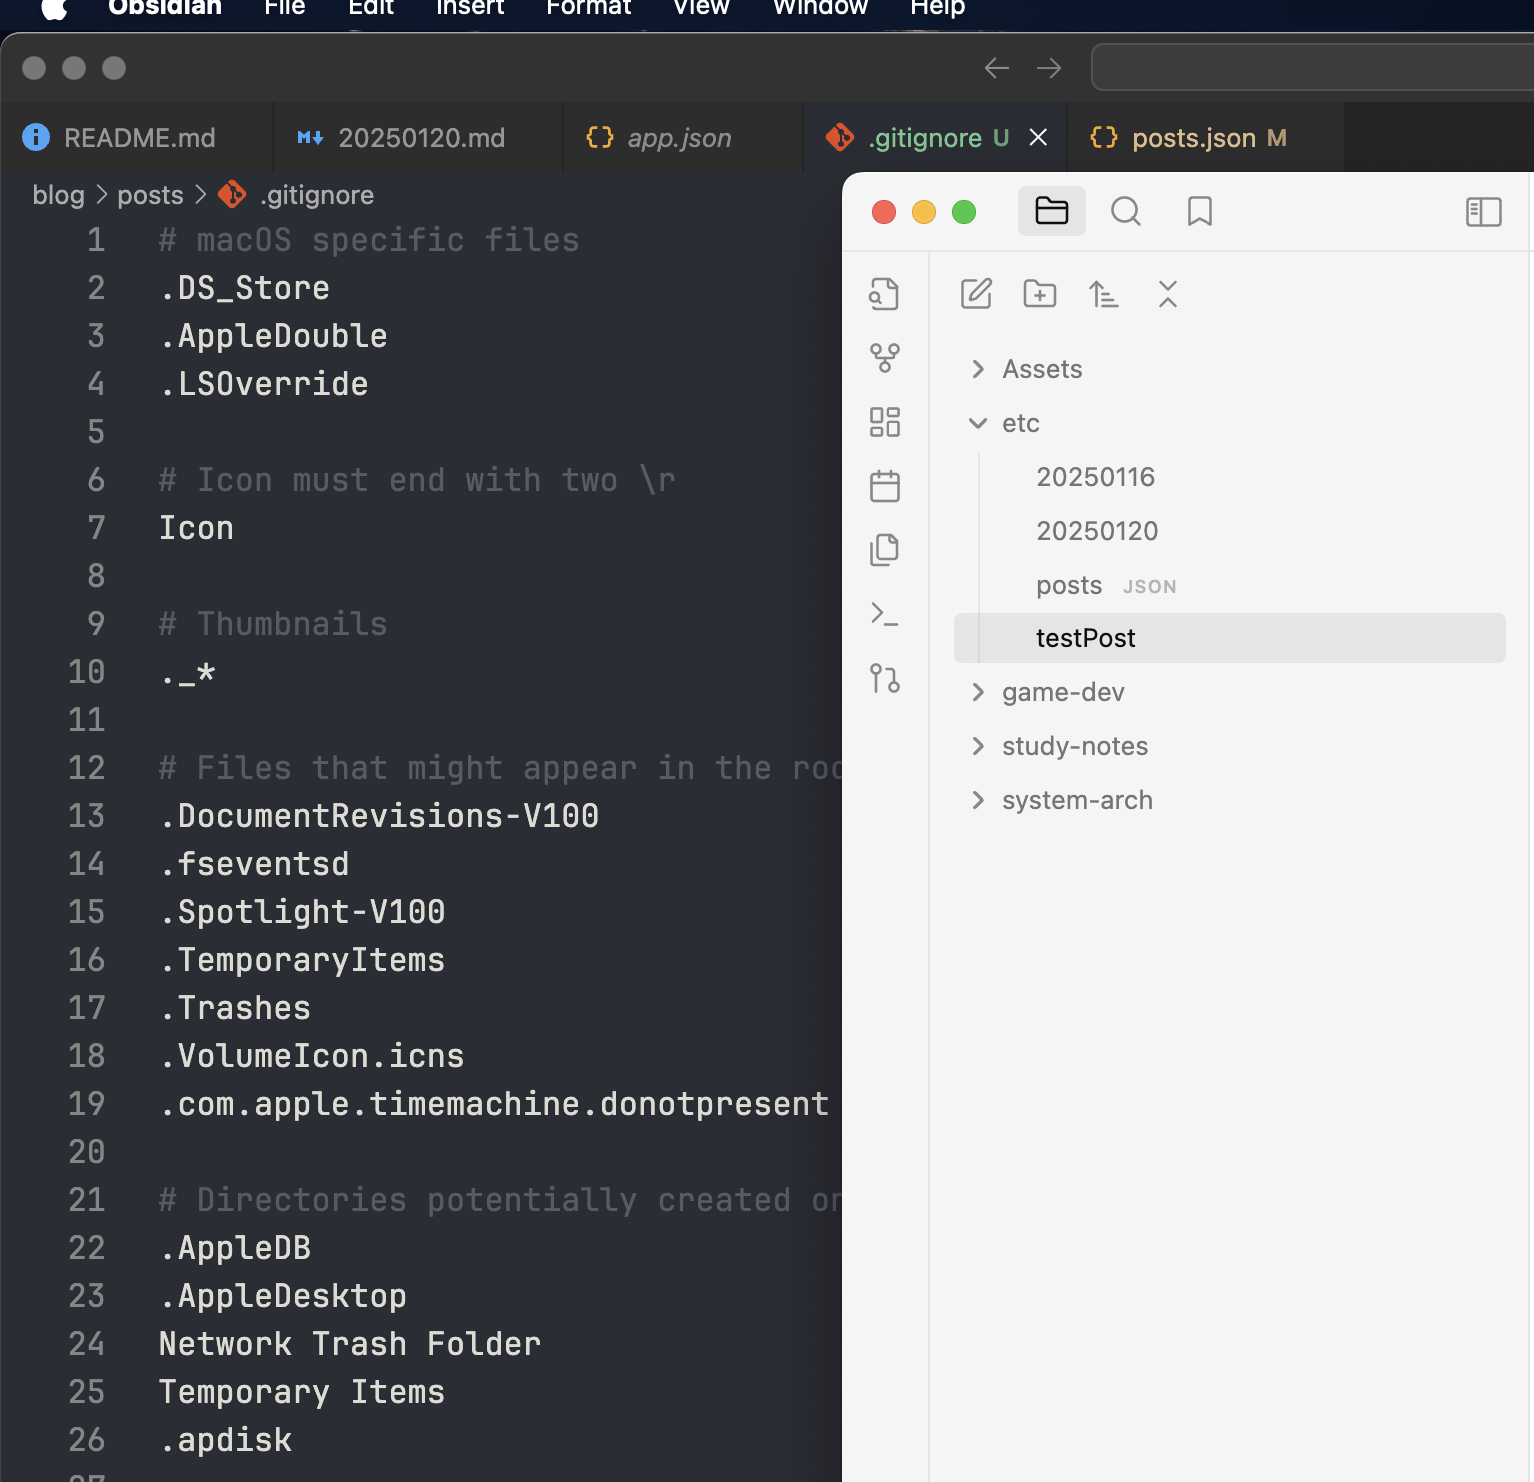 Obsidian File Edit Insert Format View Window Help
README.md 20250120.md app.json .gitignore U posts.json M
blog posts .gitignore
1 # macOS specific files
2 .DS_Store
3 .AppleDouble
4 .LSOverride
5
6 # Icon must end with two \r
7 Icon
8
9 # Thumbnails
10 ._*
11
12 # Files that might appear in the
13 .DocumentRevisions-V100
14 .fseventsd
15 .Spotlight-V100
16 .TemporaryItems
17 .Trashes
18 .VolumeIcon.icns
19 .com.apple.timemachine.donotpresent
20
21 # Directories potentially created
22 .AppleDB
23 .AppleDesktop
24 Network Trash Folder
25 Temporary Items
26 .apdisk
Assets
etc
20250116
20250120
posts JSON
testPost
game-dev
study-notes
system-arch